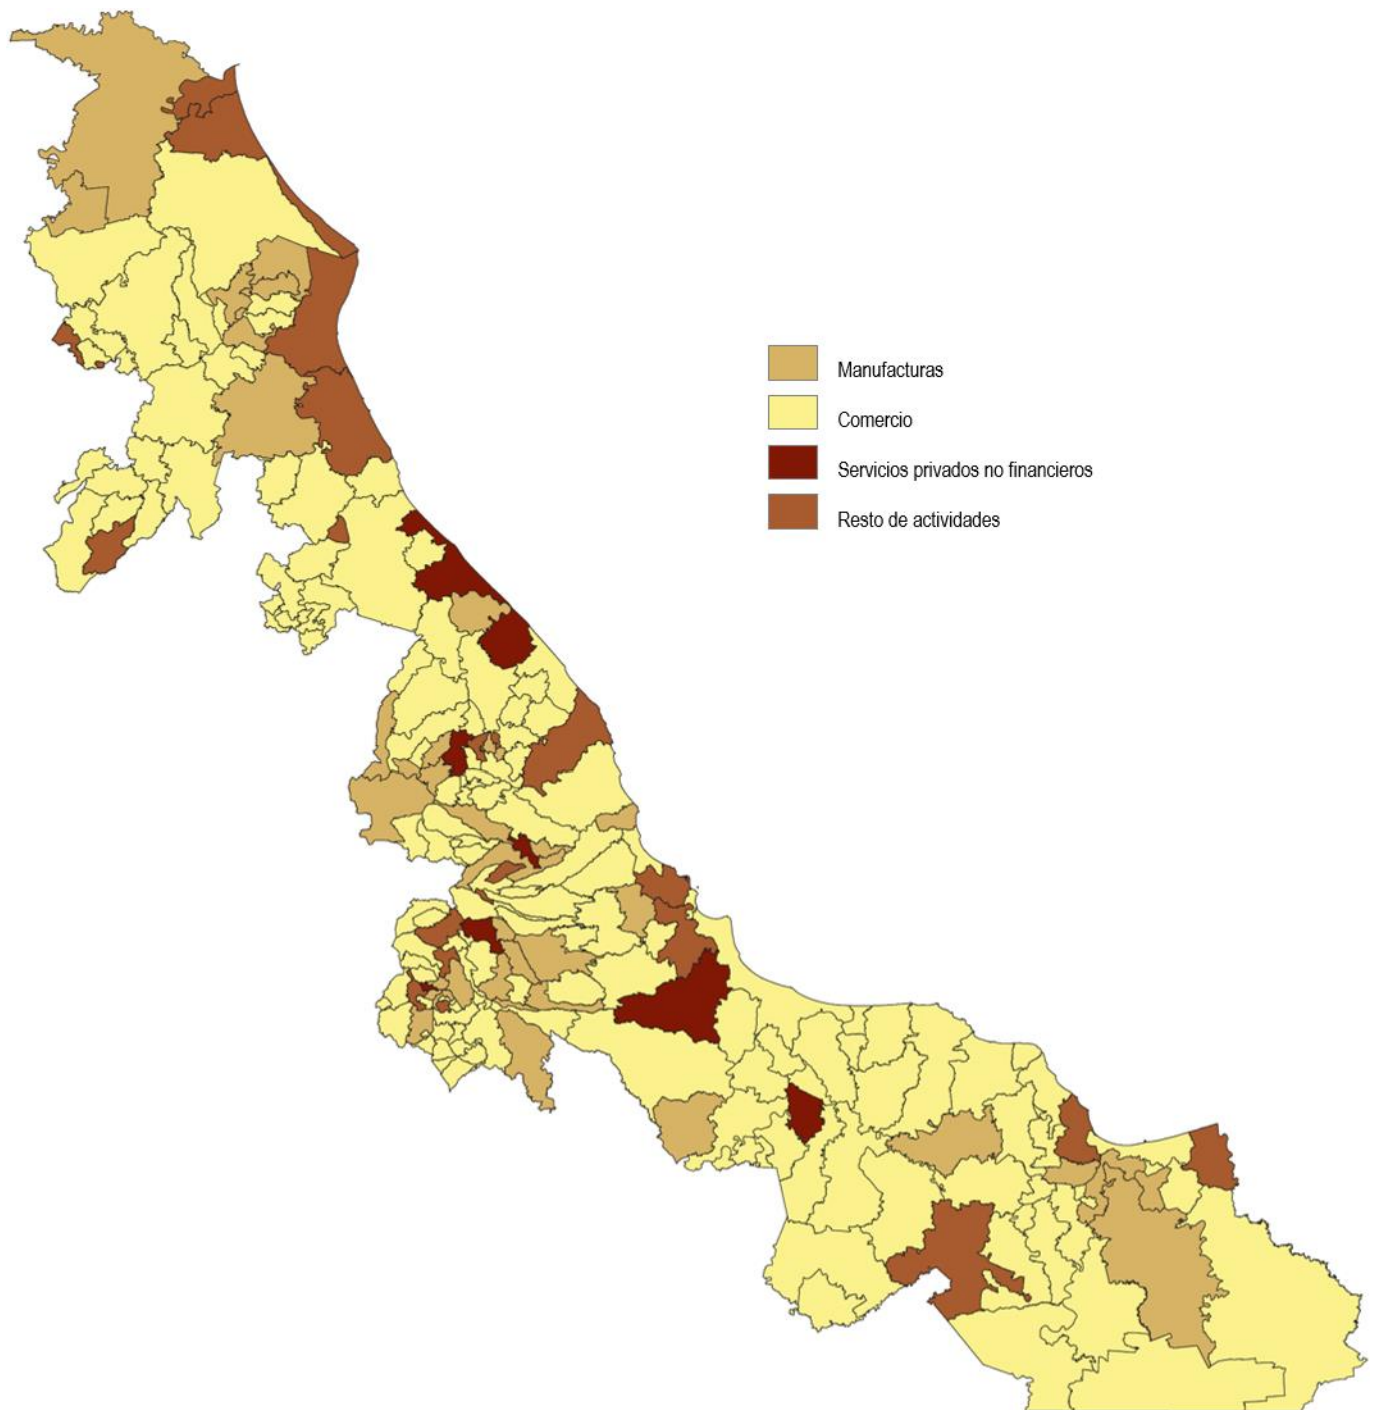 Manufacturas
Comercio
Servicios privados no financieros
Resto de actividades